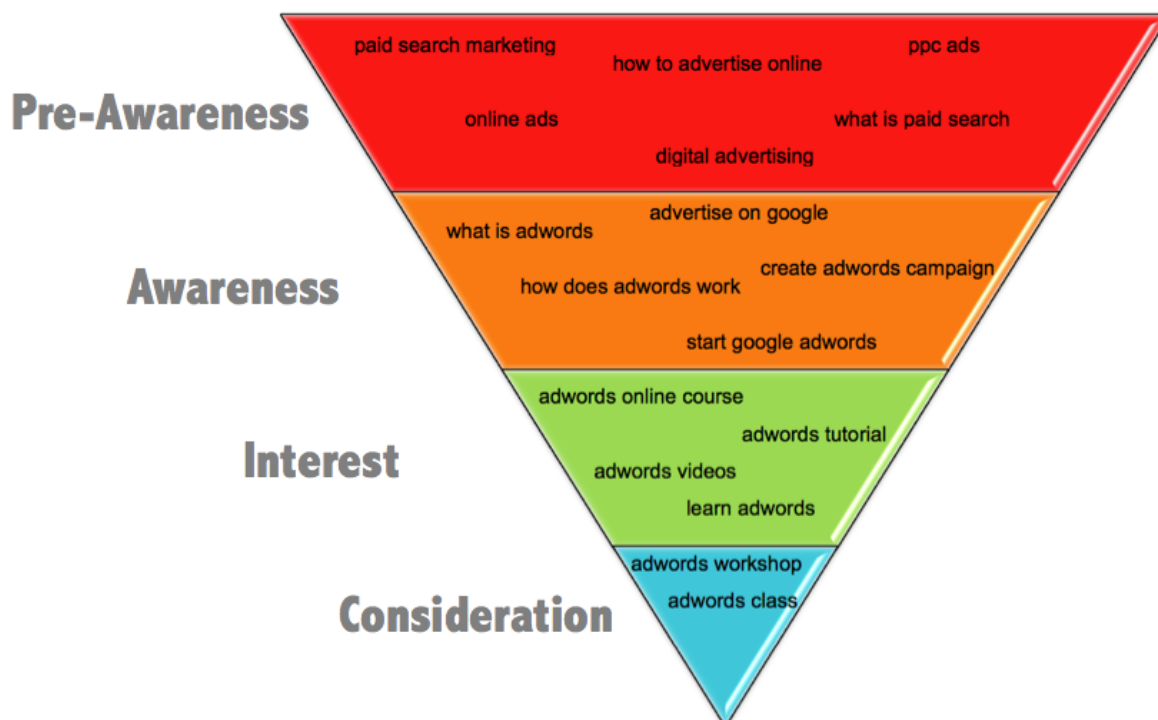 paid search marketing
ppc ads
how to advertise online
Pre-Awareness
online ads
what is paid search
digital advertising
advertise on google
what is adwords
create adwords campaign
Awareness
how does adwords work
start google adwords
adwords online course
adwords tutorial
Interest
adwords videos
learn adwords
adwords workshop
adwords class
Consideration